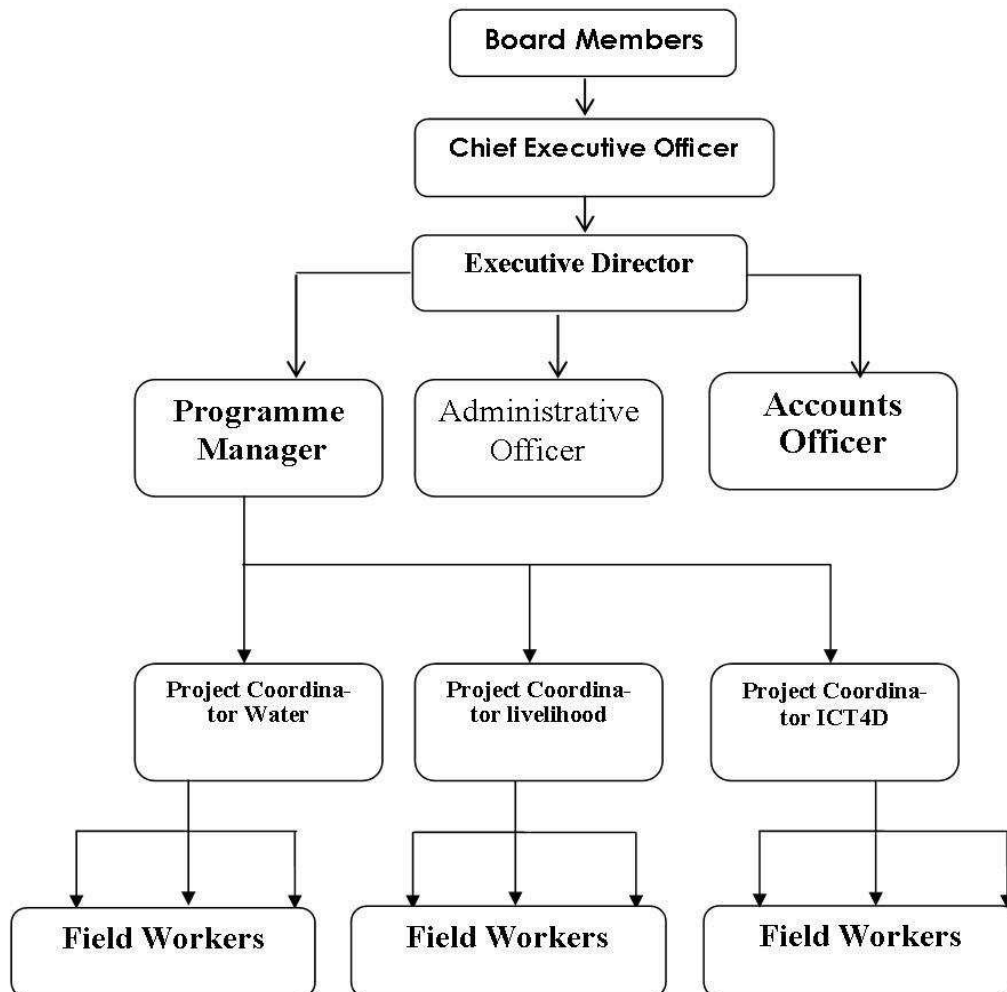 Board Members
Chief Executive Officer
Executive Director
Programme
Manager
Administrative
Officer
Accounts
Officer
Project Coordina-
tor Water
Project Coordina-
tor livelihood
Project Coordina-
tor ICT4D
Field Workers
Field Workers
Field Workers